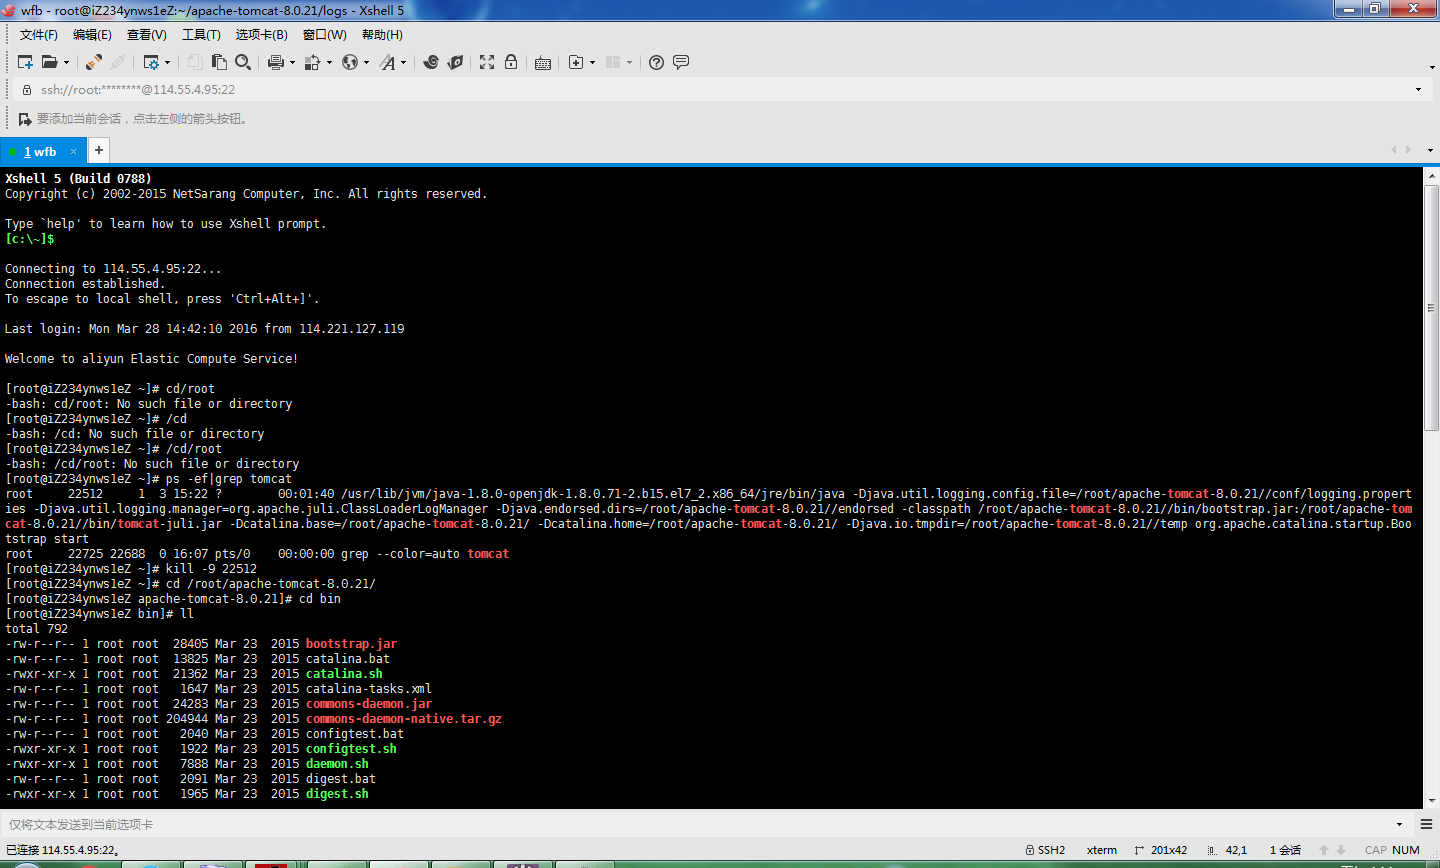 wfb - root@iZ234ynws1eZ:~/apache-tomcat-8.0.21/logs - Xshell 5
文件(F) 编辑(E) 查看(V) 工具(T) 选项卡(B) 窗口(W) 帮助(H)
ssh://root:********@114.55.4.95:22
要添加当前会话，点击左侧的箭头按钮。
1 wfb × +
Xshell 5 (Build 0788)
Copyright (c) 2002-2015 NetSarang Computer, Inc. All rights reserved.
Type `help' to learn how to use Xshell prompt.
[c:\~]$
Connecting to 114.55.4.95:22...
Connection established.
To escape to local shell, press 'Ctrl+Alt+]'.
Last login: Mon Mar 28 14:42:10 2016 from 114.221.127.119
Welcome to aliyun Elastic Compute Service!
[root@iZ234ynws1eZ ~]# cd/root
-bash: cd/root: No such file or directory
[root@iZ234ynws1eZ ~]# /cd
-bash: /cd: No such file or directory
[root@iZ234ynws1eZ ~]# /cd/root
-bash: /cd/root: No such file or directory
[root@iZ234ynws1eZ ~]# ps -ef|grep tomcat
root     22512     1  3 15:22 ?        00:01:40 /usr/lib/jvm/java-1.8.0-openjdk-1.8.0.71-2.b15.el7_2.x86_64/jre/bin/java -Djava.util.logging.config.file=/root/apache-tomcat-8.0.21//conf/logging.propert
ies -Djava.util.logging.manager=org.apache.juli.ClassLoaderLogManager -Djava.endorsed.dirs=/root/apache-tomcat-8.0.21//endorsed -classpath /root/apache-tomcat-8.0.21//bin/bootstrap.jar:/root/apache-tom
cat-8.0.21//bin/tomcat-juli.jar -Dcatalina.base=/root/apache-tomcat-8.0.21/ -Dcatalina.home=/root/apache-tomcat-8.0.21/ -Djava.io.tmpdir=/root/apache-tomcat-8.0.21//temp org.apache.catalina.startup.Boo
tstrap start
root     22725 22688  0 16:07 pts/0    00:00:00 grep --color=auto tomcat
[root@iZ234ynws1eZ ~]# kill -9 22512
[root@iZ234ynws1eZ ~]# cd /root/apache-tomcat-8.0.21/
[root@iZ234ynws1eZ apache-tomcat-8.0.21]# cd bin
[root@iZ234ynws1eZ bin]# ll
total 792
-rw-r--r-- 1 root root  28405 Mar 23  2015 bootstrap.jar
-rw-r--r-- 1 root root  13825 Mar 23  2015 catalina.bat
-rwxr-xr-x 1 root root  21362 Mar 23  2015 catalina.sh
-rw-r--r-- 1 root root   1647 Mar 23  2015 catalina-tasks.xml
-rw-r--r-- 1 root root  24283 Mar 23  2015 commons-daemon.jar
-rw-r--r-- 1 root root 204944 Mar 23  2015 commons-daemon-native.tar.gz
-rw-r--r-- 1 root root   2040 Mar 23  2015 configtest.bat
-rwxr-xr-x 1 root root   1922 Mar 23  2015 configtest.sh
-rwxr-xr-x 1 root root   7888 Mar 23  2015 daemon.sh
-rw-r--r-- 1 root root   2091 Mar 23  2015 digest.bat
-rwxr-xr-x 1 root root   1965 Mar 23  2015 digest.sh
仅将文本发送到当前选项卡
已连接 114.55.4.95:22。 SSH2 xterm 201x42 42,1 1 会话 CAP NUM